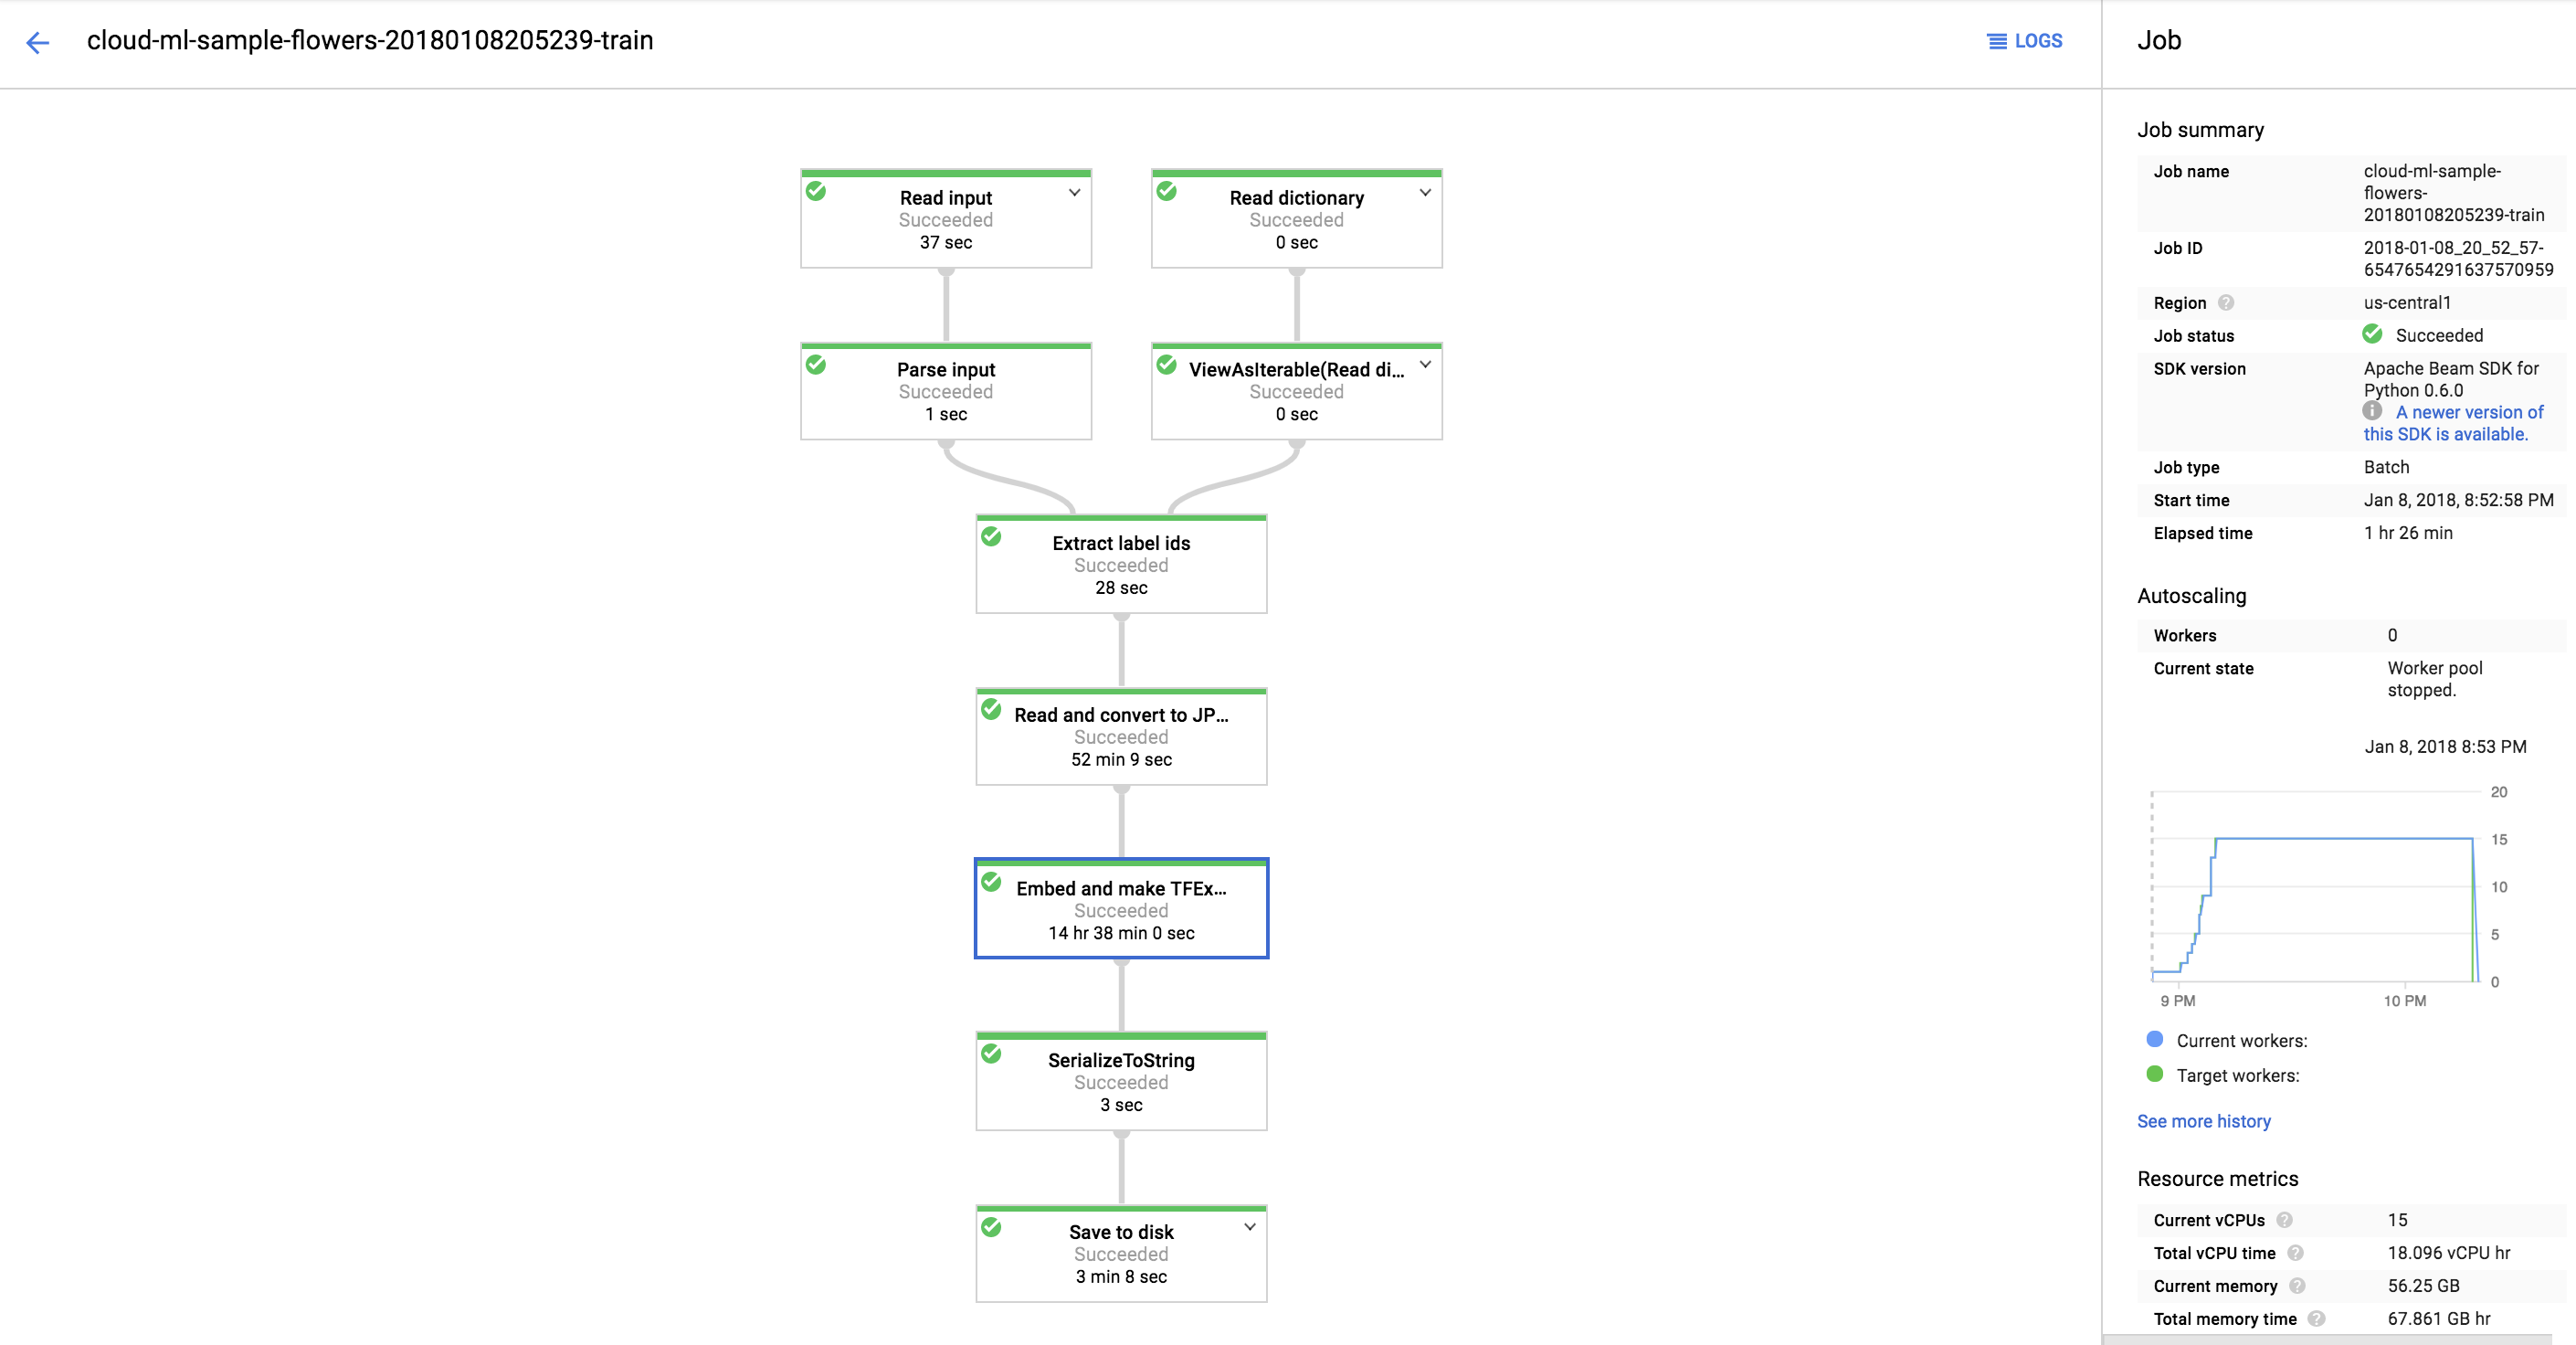 cloud-ml-sample-flowers-20180108205239-train
LOGS
Read input
Succeeded
37 sec
Read dictionary
Succeeded
0 sec
Parse input
Succeeded
1 sec
ViewAsIterable(Read di...
Succeeded
0 sec
Extract label ids
Succeeded
28 sec
Read and convert to JP...
Succeeded
52 min 9 sec
Embed and make TFEx...
Succeeded
14 hr 38 min 0 sec
SerializeToString
Succeeded
3 sec
Save to disk
Succeeded
3 min 8 sec
Job
Job summary
Job name cloud-ml-sample-
flowers-
20180108205239-train
Job ID 2018-01-08_20_52_57-
6547654291637570959
Region ? us-central1
Job status Succeeded
SDK version Apache Beam SDK for
Python 0.6.0
A newer version of
this SDK is available.
Job type Batch
Start time Jan 8, 2018, 8:52:58 PM
Elapsed time 1 hr 26 min
Autoscaling
Workers 0
Current state Worker pool
stopped.
Jan 8, 2018 8:53 PM
20
15
10
5
0
9 PM 10 PM
Current workers:
Target workers:
See more history
Resource metrics
Current vCPUs ? 15
Total vCPU time ? 18.096 vCPU hr
Current memory ? 56.25 GB
Total memory time ? 67.861 GB hr